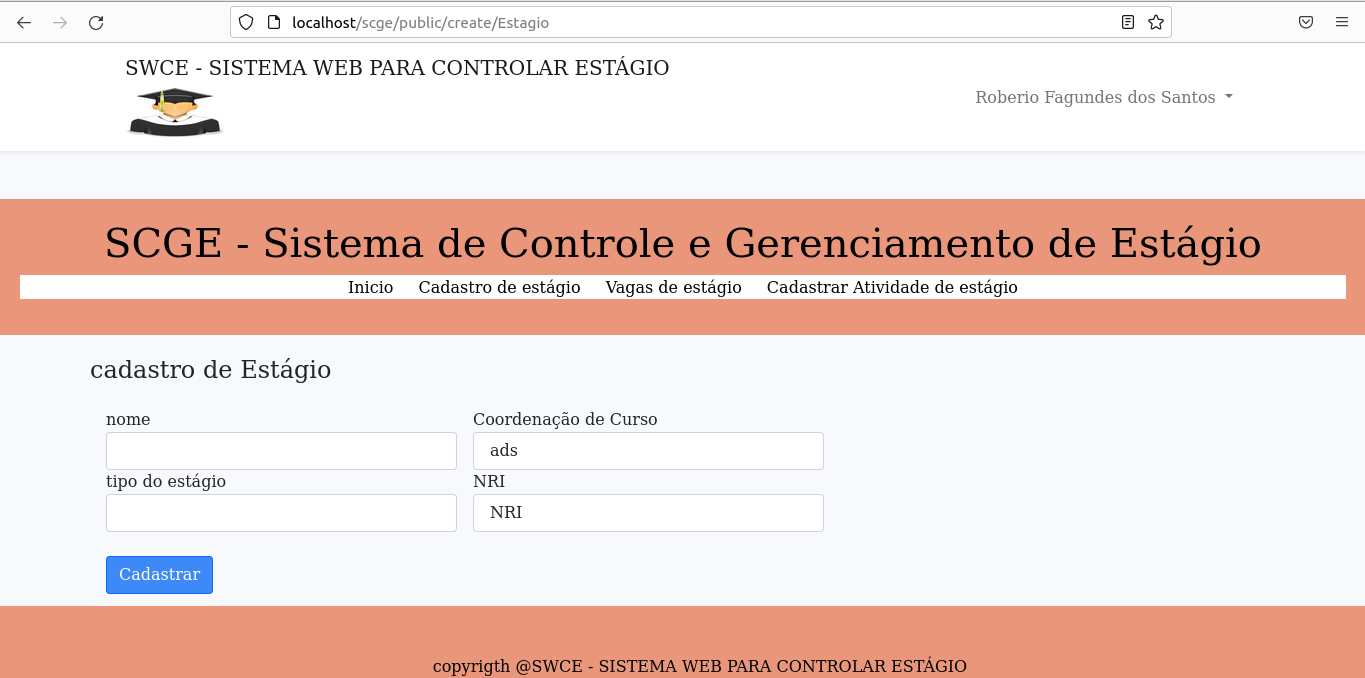 localhost/scge/public/create/Estagio
SWCE - SISTEMA WEB PARA CONTROLAR ESTÁGIO
Roberio Fagundes dos Santos
SCGE - Sistema de Controle e Gerenciamento de Estágio
Inicio Cadastro de estágio Vagas de estágio Cadastrar Atividade de estágio
cadastro de Estágio
nome Coordenação de Curso
ads
tipo do estágio NRI
NRI
Cadastrar
copyrigth @SWCE - SISTEMA WEB PARA CONTROLAR ESTÁGIO